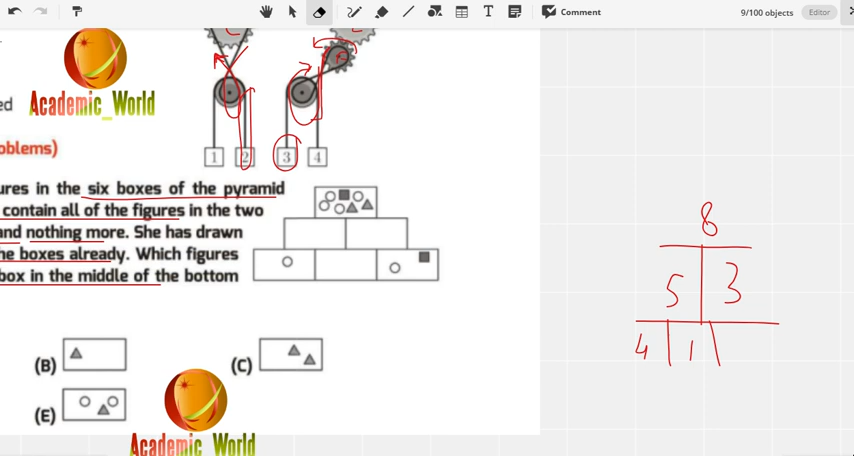 Comment
9/100 objects
Editor
T
ed
Academic_World
1
2
3
4
oblems)
ures in the six boxes of the pyramid
contain all of the figures in the two
and nothing more. She has drawn
he boxes already. Which figures
box in the middle of the bottom
(B)
(C)
(E)
Academic_World
8
5 3
4 1